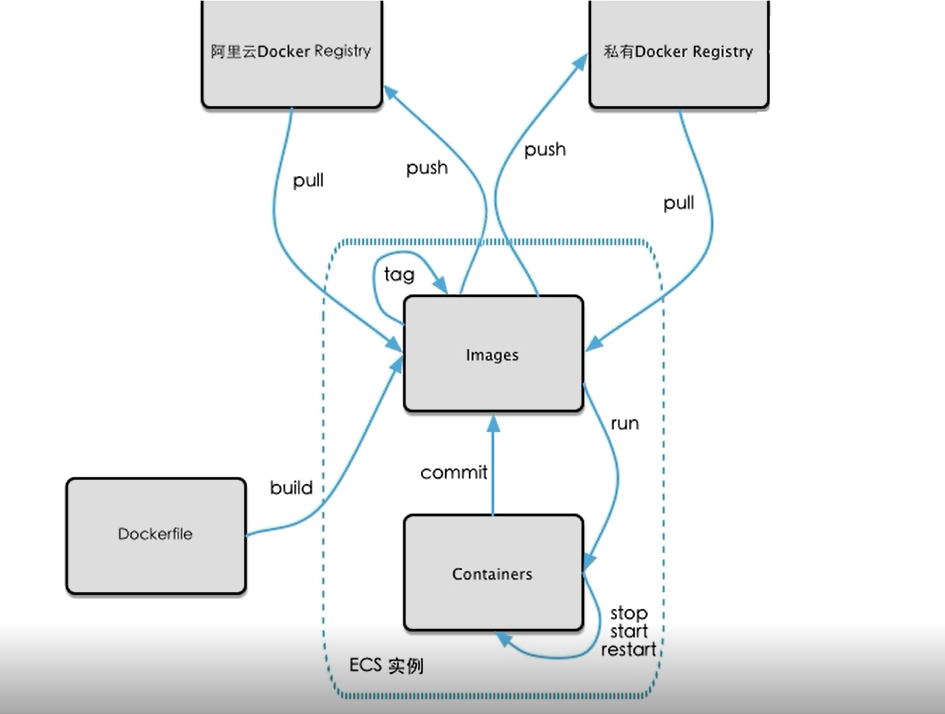 阿里云Docker Registry
私有Docker Registry
push
push
pull
pull
tag
Images
run
commit
build
Dockerfile
Containers
stop
start
restart
ECS 实例